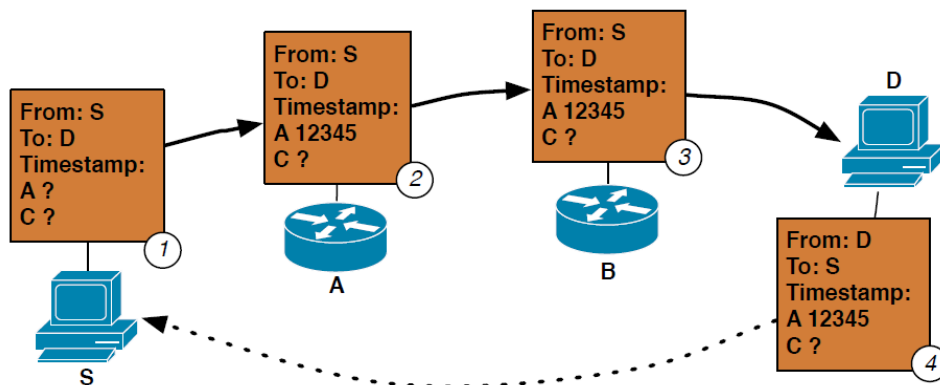 From: S
To: D
Timestamp:
A ?
C ?
1
S
From: S
To: D
Timestamp:
A 12345
C ?
2
A
From: S
To: D
Timestamp:
A 12345
C ?
3
B
D
From: D
To: S
Timestamp:
A 12345
C ?
4